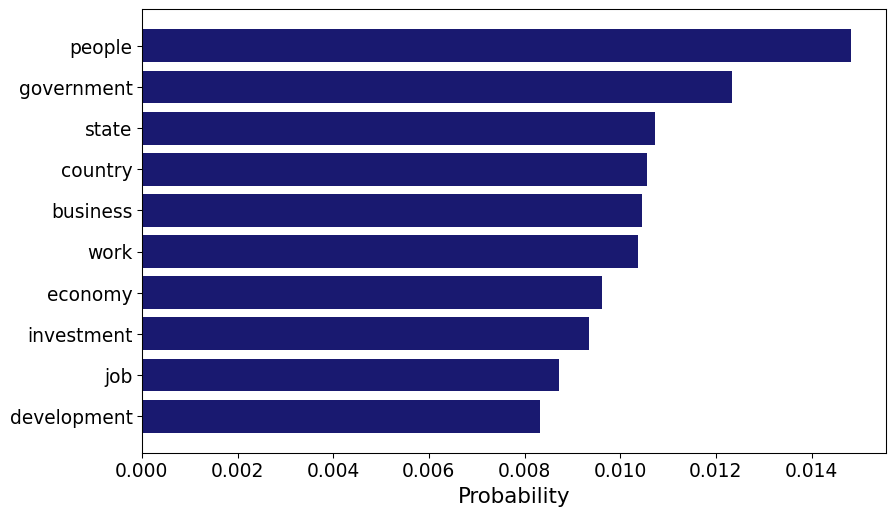 people
government
state
country
business
work
economy
investment
job
development
0.000 0.002 0.004 0.006 0.008 0.010 0.012 0.014
Probability